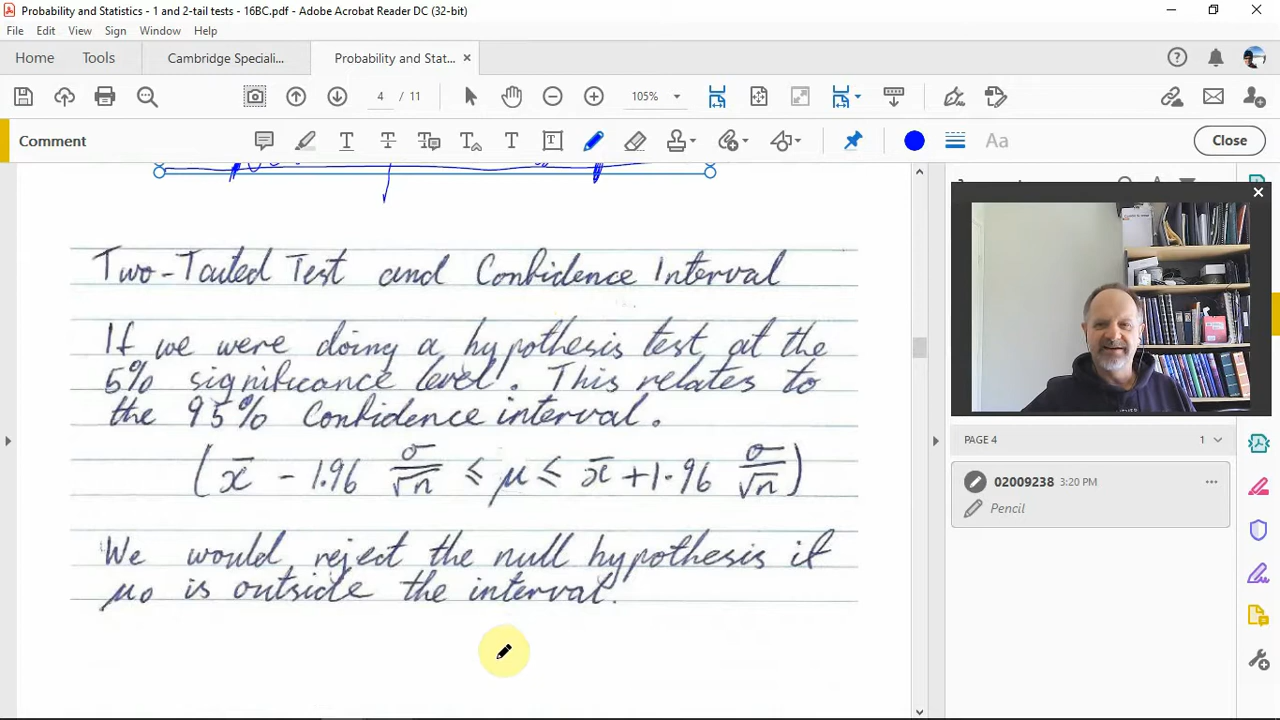 Probability and Statistics - 1 and 2-tail tests - 16BC.pdf - Adobe Acrobat Reader DC (32-bit)
File Edit View Sign Window Help
Home Tools Cambridge Speciali... Probability and Stat... ×
4 / 11 105%
Comment Aa Close
Two-Tailed Test and Confidence Interval
If we were doing a hypothesis test at the
5% significance level. This relates to
the 95% Confidence interval.
(x̄ - 1.96 σ/√n ≤ μ ≤ x̄ + 1.96 σ/√n)
We would reject the null hypothesis if
μ0 is outside the interval.
PAGE 4 1
02009238 3:20 PM ...
Pencil